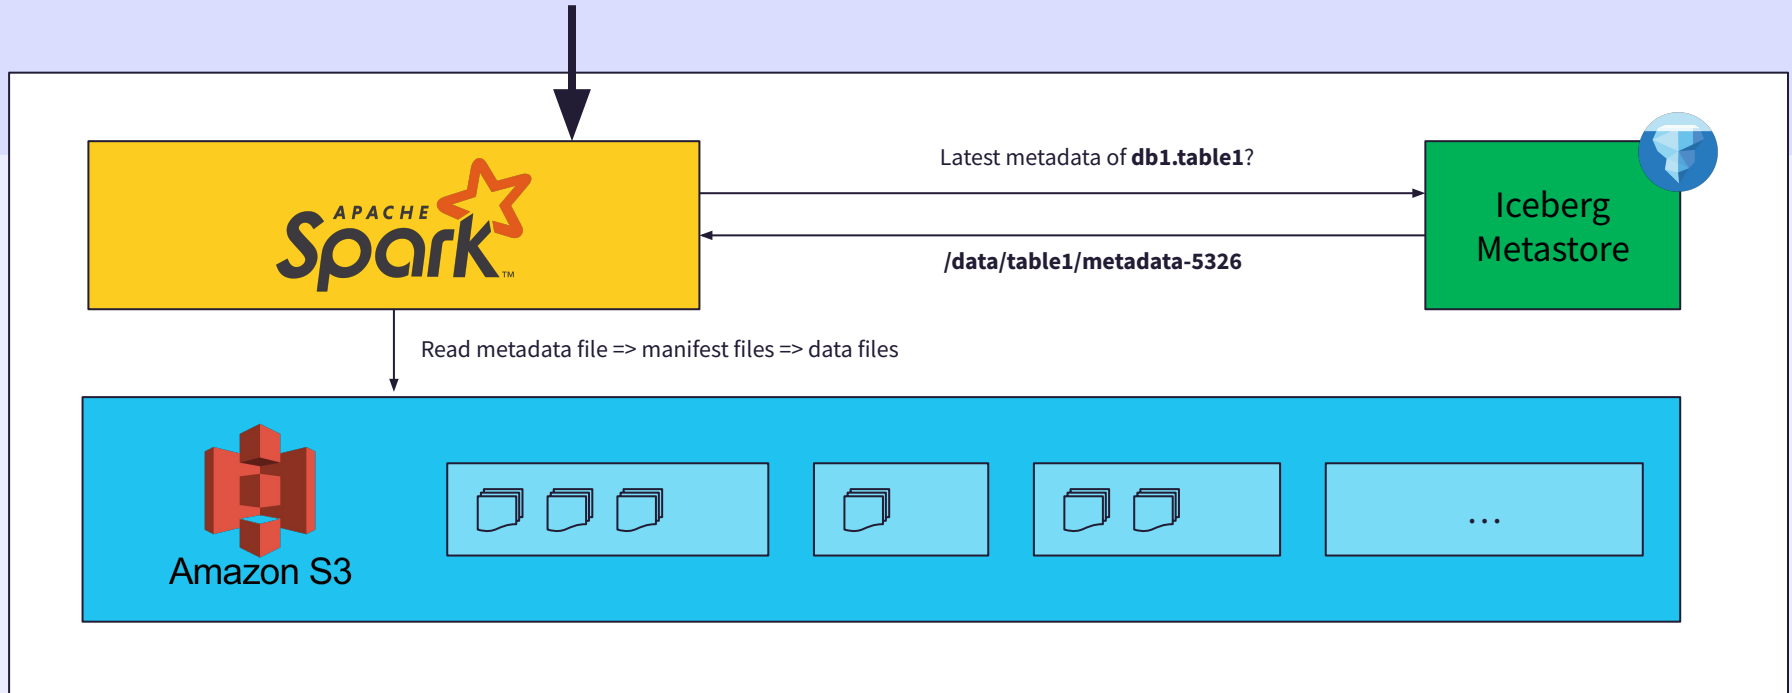 Latest metadata of db1.table1?
APACHE
Spark™
Iceberg
Metastore
/data/table1/metadata-5326
Read metadata file => manifest files => data files
...
Amazon S3